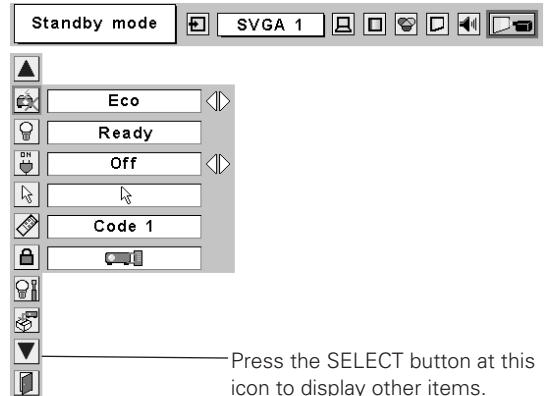 Standby mode
SVGA 1
Eco
Ready
ON
Off
Code 1
Press the SELECT button at this
icon to display other items.